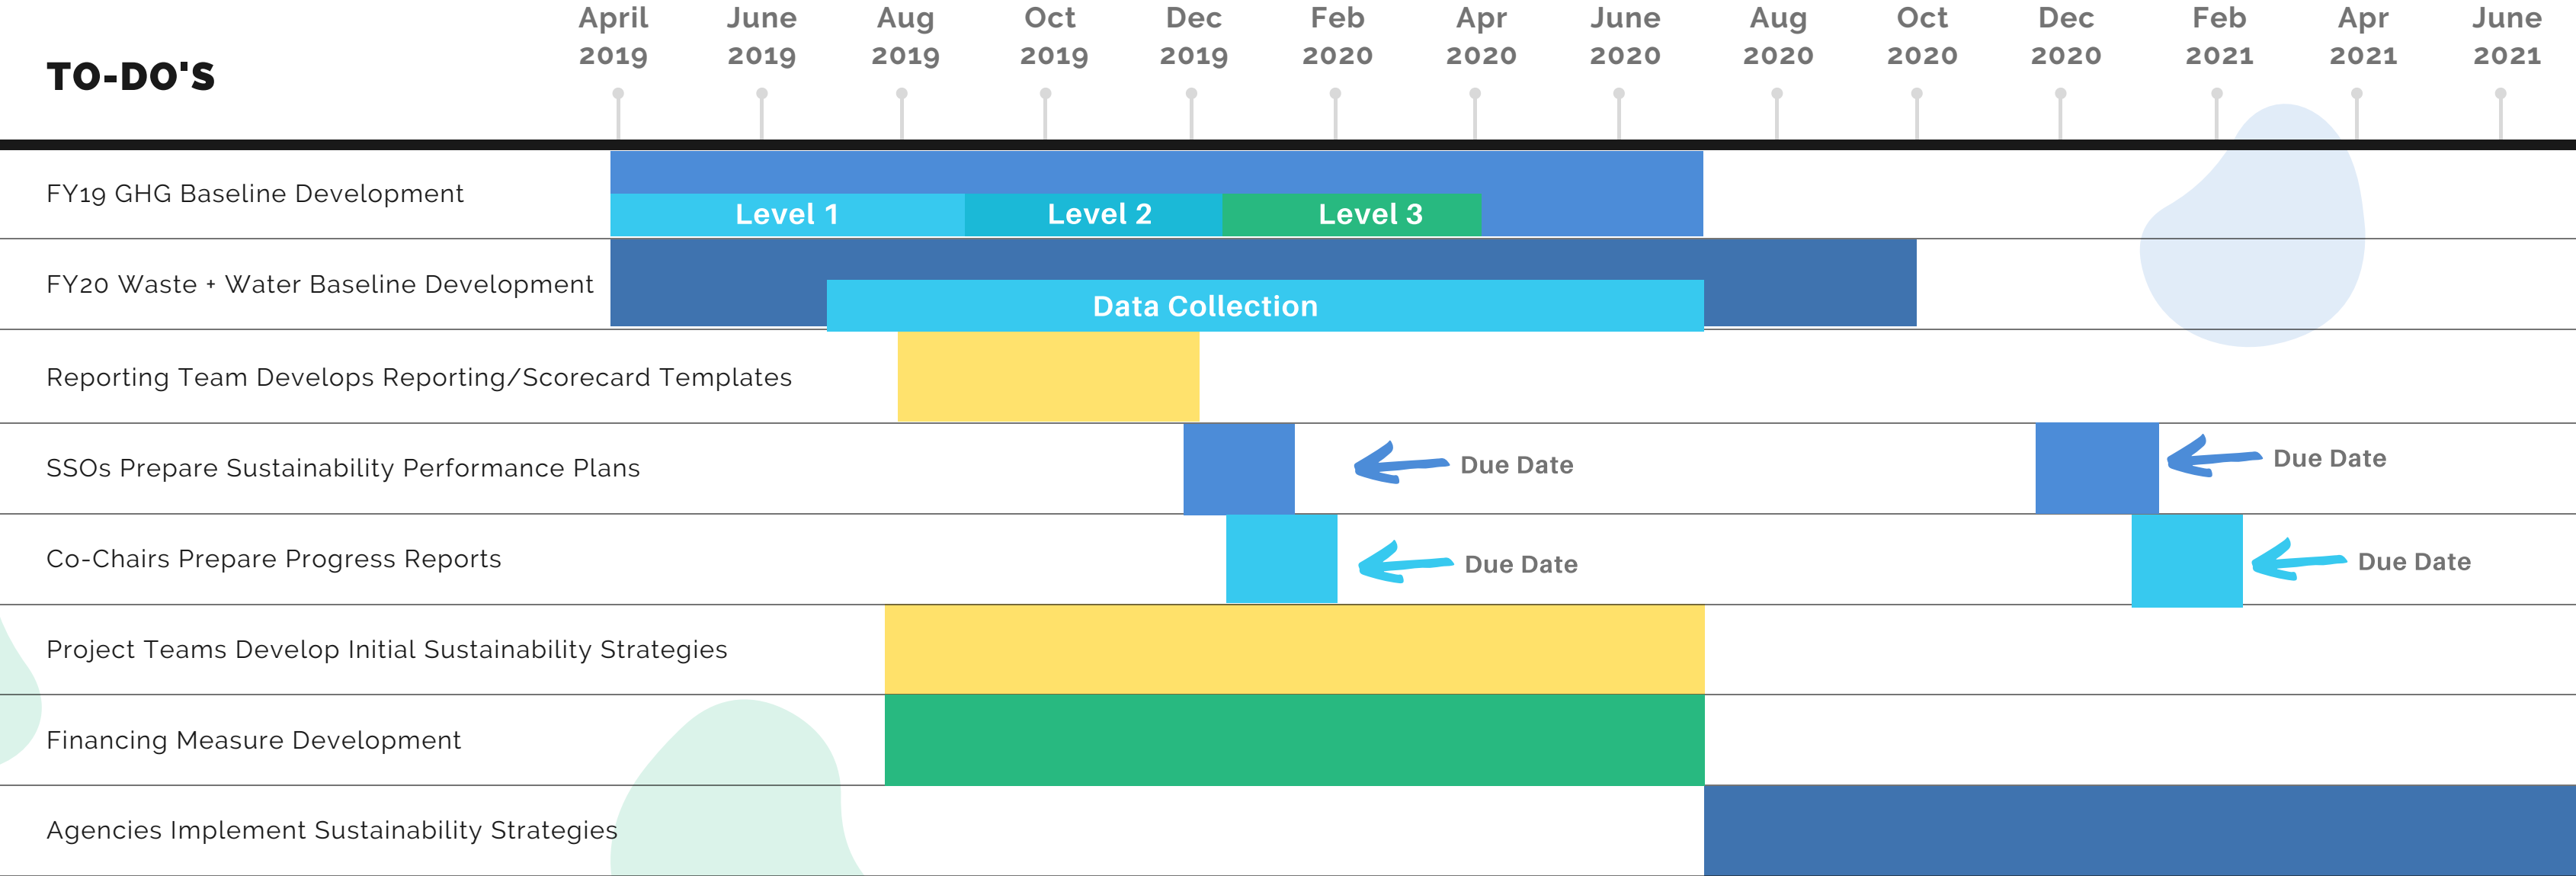 TO-DO'S
April 2019
June 2019
Aug 2019
Oct 2019
Dec 2019
Feb 2020
Apr 2020
June 2020
Aug 2020
Oct 2020
Dec 2020
Feb 2021
Apr 2021
June 2021
FY19 GHG Baseline Development
Level 1
Level 2
Level 3
FY20 Waste + Water Baseline Development
Data Collection
Reporting Team Develops Reporting/Scorecard Templates
SSOs Prepare Sustainability Performance Plans
Due Date
Due Date
Co-Chairs Prepare Progress Reports
Due Date
Due Date
Project Teams Develop Initial Sustainability Strategies
Financing Measure Development
Agencies Implement Sustainability Strategies